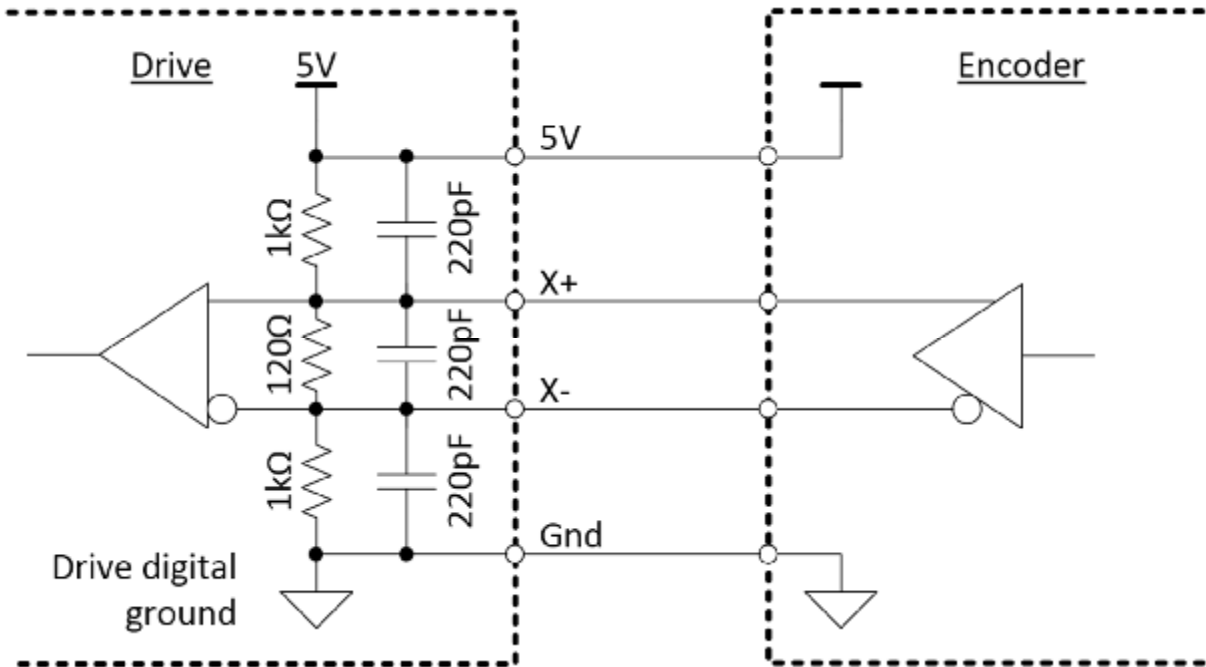 Drive
5V
Encoder
5V
1kΩ
220pF
X+
120Ω
220pF
X-
1kΩ
220pF
Gnd
Drive digital
ground